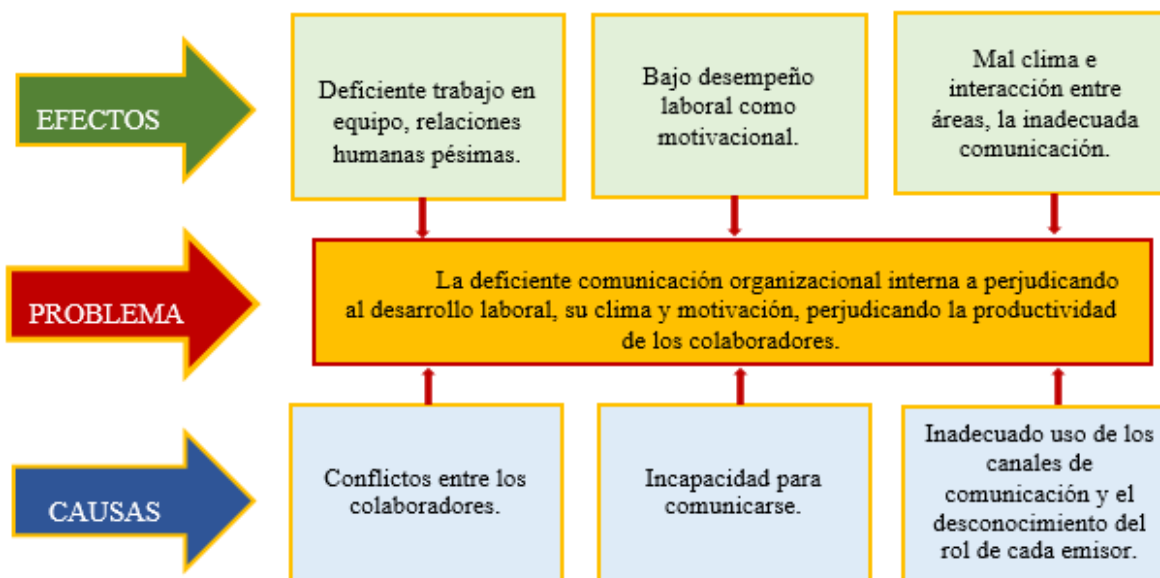 EFECTOS
Deficiente trabajo en
equipo, relaciones
humanas pésimas.
Bajo desempeño
laboral como
motivacional.
Mal clima e
interacción entre
áreas, la inadecuada
comunicación.
PROBLEMA
La deficiente comunicación organizacional interna a perjudicando
al desarrollo laboral, su clima y motivación, perjudicando la productividad
de los colaboradores.
CAUSAS
Conflictos entre los
colaboradores.
Incapacidad para
comunicarse.
Inadecuado uso de los
canales de
comunicación y el
desconocimiento del
rol de cada emisor.